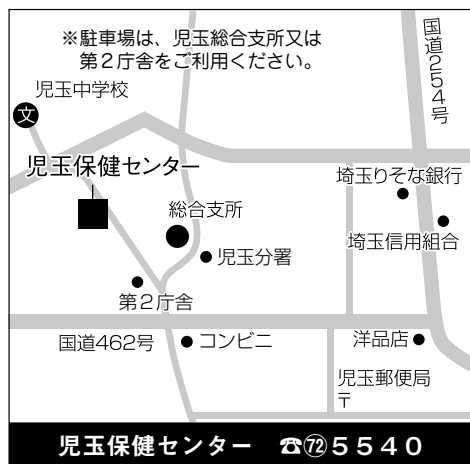 ※駐車場は、児玉総合支所又は
第2庁舎をご利用ください。
国道254号
児玉中学校
文
児玉保健センター
埼玉りそな銀行
総合支所
埼玉信用組合
児玉分署
第2庁舎
国道462号
コンビニ
洋品店
児玉郵便局
〒
児玉保健センター ☎㊆5540